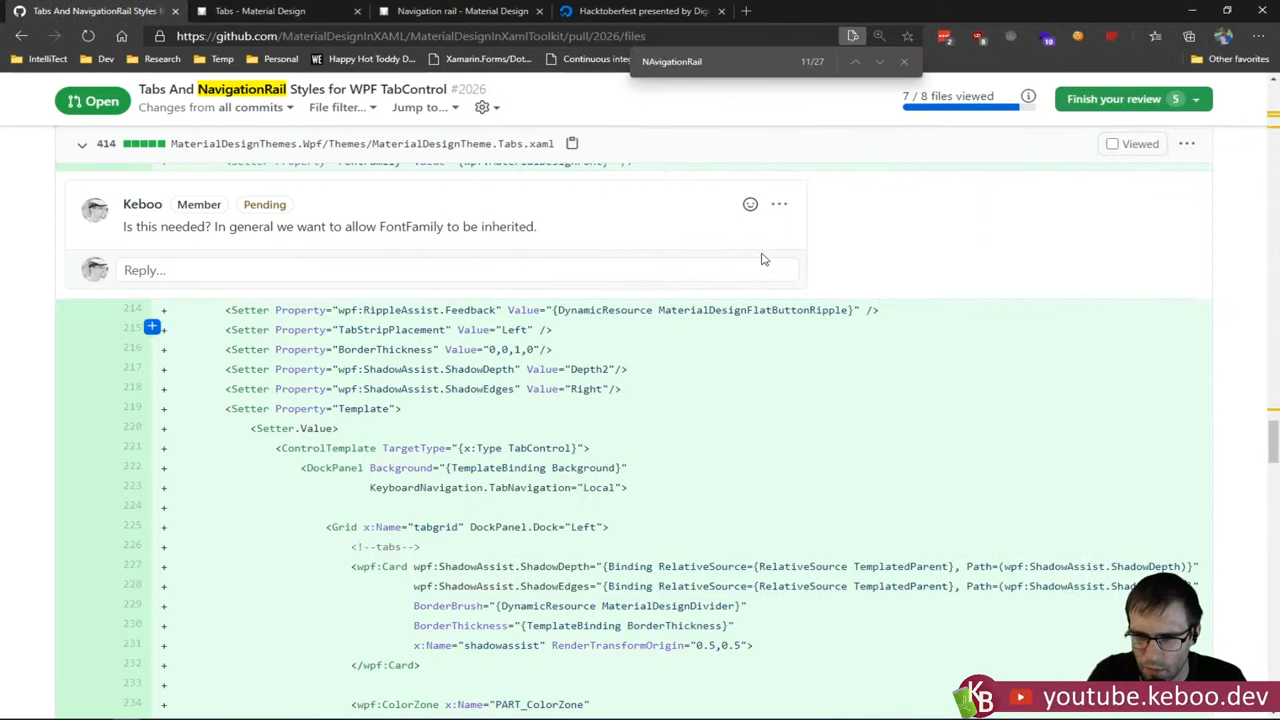 Tabs And NavigationRail Styles f
Tabs - Material Design
Navigation rail - Material Design
Hacktoberfest presented by Dig
https://github.com/MaterialDesignInXAML/MaterialDesignInXamlToolkit/pull/2026/files
IntelliTect
Dev
Research
Temp
Personal
Happy Hot Toddy D...
Xamarin.Forms/Dot...
Continuous integ
Other favorites
NAvigationRail
11/27
Open
Tabs And NavigationRail Styles for WPF TabControl #2026
Changes from all commits
File filter...
Jump to...
7 / 8 files viewed
Finish your review 5
414
MaterialDesignThemes.Wpf/Themes/MaterialDesignTheme.Tabs.xaml
Viewed
Keboo
Member
Pending
Is this needed? In general we want to allow FontFamily to be inherited.
Reply...
214 + <Setter Property="wpf:RippleAssist.Feedback" Value="{DynamicResource MaterialDesignFlatButtonRipple}" />
215 + <Setter Property="TabStripPlacement" Value="Left" />
216 + <Setter Property="BorderThickness" Value="0,0,1,0"/>
217 + <Setter Property="wpf:ShadowAssist.ShadowDepth" Value="Depth2"/>
218 + <Setter Property="wpf:ShadowAssist.ShadowEdges" Value="Right"/>
219 + <Setter Property="Template">
220 + <Setter.Value>
221 + <ControlTemplate TargetType="{x:Type TabControl}">
222 + <DockPanel Background="{TemplateBinding Background}"
223 + KeyboardNavigation.TabNavigation="Local">
224 +
225 + <Grid x:Name="tabgrid" DockPanel.Dock="Left">
226 + <!--tabs-->
227 + <wpf:Card wpf:ShadowAssist.ShadowDepth="{Binding RelativeSource={RelativeSource TemplatedParent}, Path=(wpf:ShadowAssist.ShadowDepth)}"
228 + wpf:ShadowAssist.ShadowEdges="{Binding RelativeSource={RelativeSource TemplatedParent}, Path=(wpf:ShadowAssist.ShadowEdges)}"
229 + BorderBrush="{DynamicResource MaterialDesignDivider}"
230 + BorderThickness="{TemplateBinding BorderThickness}"
231 + x:Name="shadowassist" RenderTransformOrigin="0.5,0.5">
232 + </wpf:Card>
233 +
234 + <wpf:ColorZone x:Name="PART_ColorZone"
KB
youtube.keboo.dev